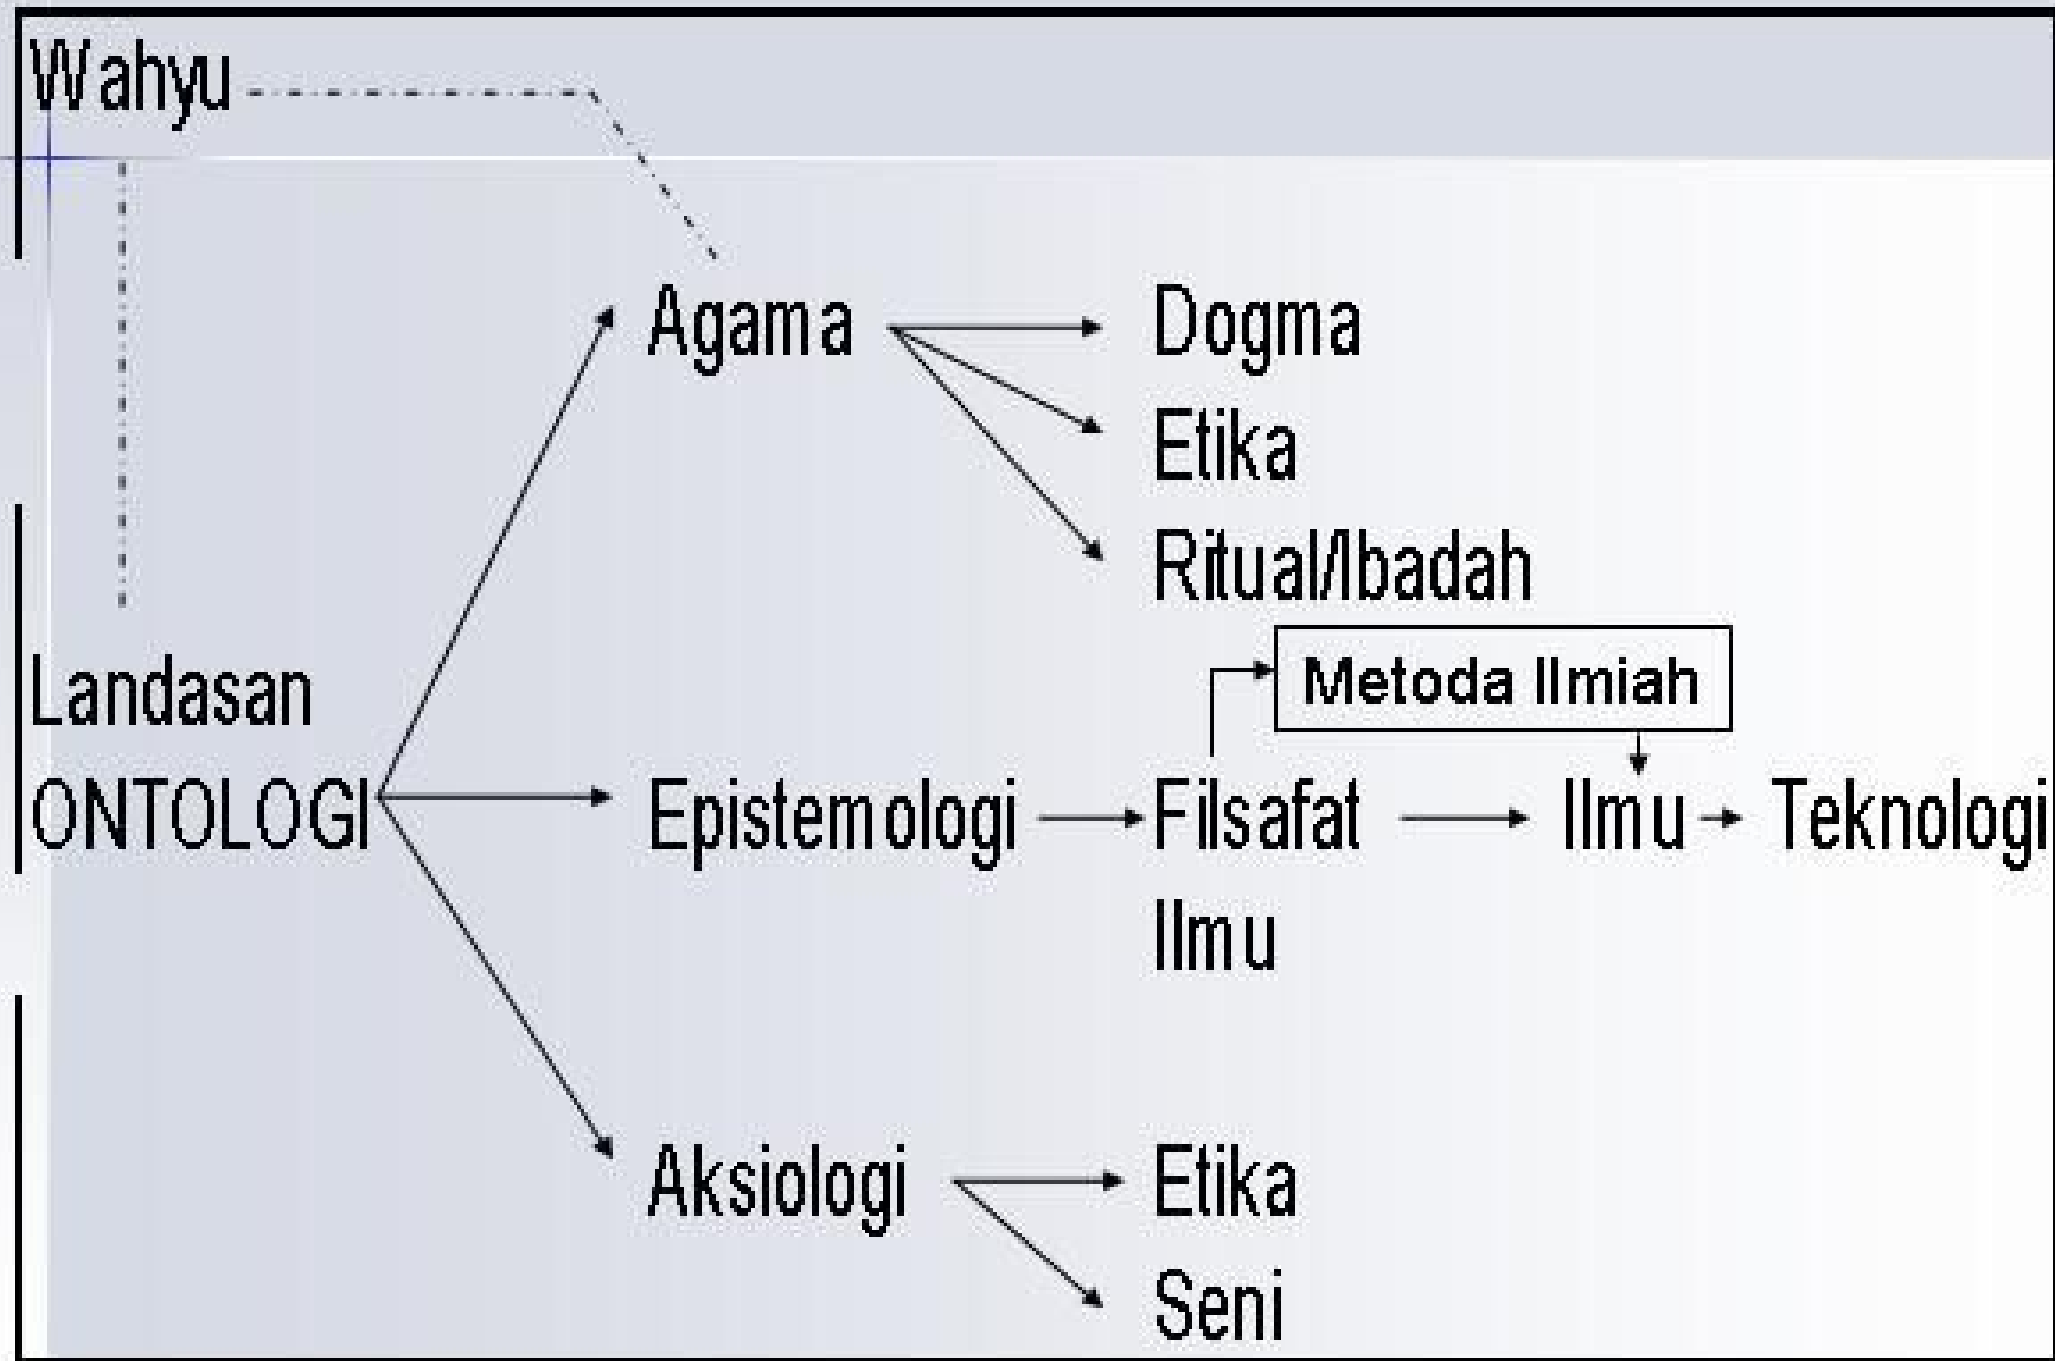 Wahyu
Agama
Dogma
Etika
Ritual/Ibadah
Landasan
ONTOLOGI
Metoda Ilmiah
Epistemologi
Filsafat
Ilmu
Ilmu
Teknologi
Aksiologi
Etika
Seni